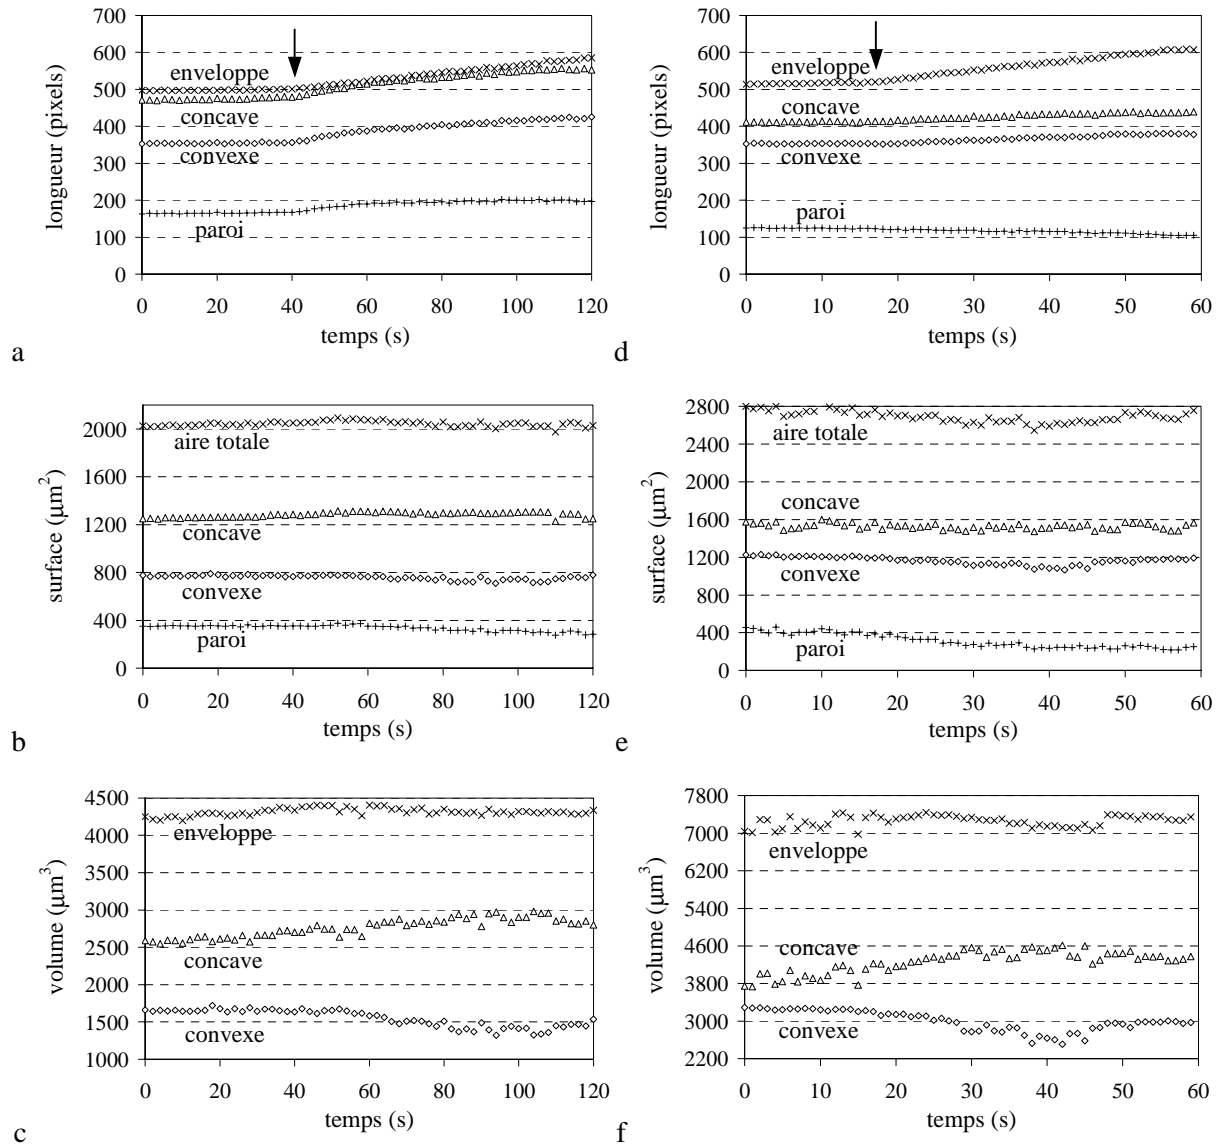 700
600
500
400
300
200
100
0
longueur (pixels)
enveloppe
concave
convexe
paroi
0 20 40 60 80 100 120
temps (s)
a
700
600
500
400
300
200
100
0
longueur (pixels)
enveloppe
concave
convexe
paroi
0 10 20 30 40 50 60
temps (s)
d
2000
1600
1200
800
400
0
surface (µm²)
aire totale
concave
convexe
paroi
0 20 40 60 80 100 120
temps (s)
b
2800
2400
2000
1600
1200
800
400
0
surface (µm²)
aire totale
concave
convexe
paroi
0 10 20 30 40 50 60
temps (s)
e
4500
4000
3500
3000
2500
2000
1500
1000
volume (µm³)
enveloppe
concave
convexe
0 20 40 60 80 100 120
temps (s)
c
7800
7000
6200
5400
4600
3800
3000
2200
volume (µm³)
enveloppe
concave
convexe
0 10 20 30 40 50 60
temps (s)
f